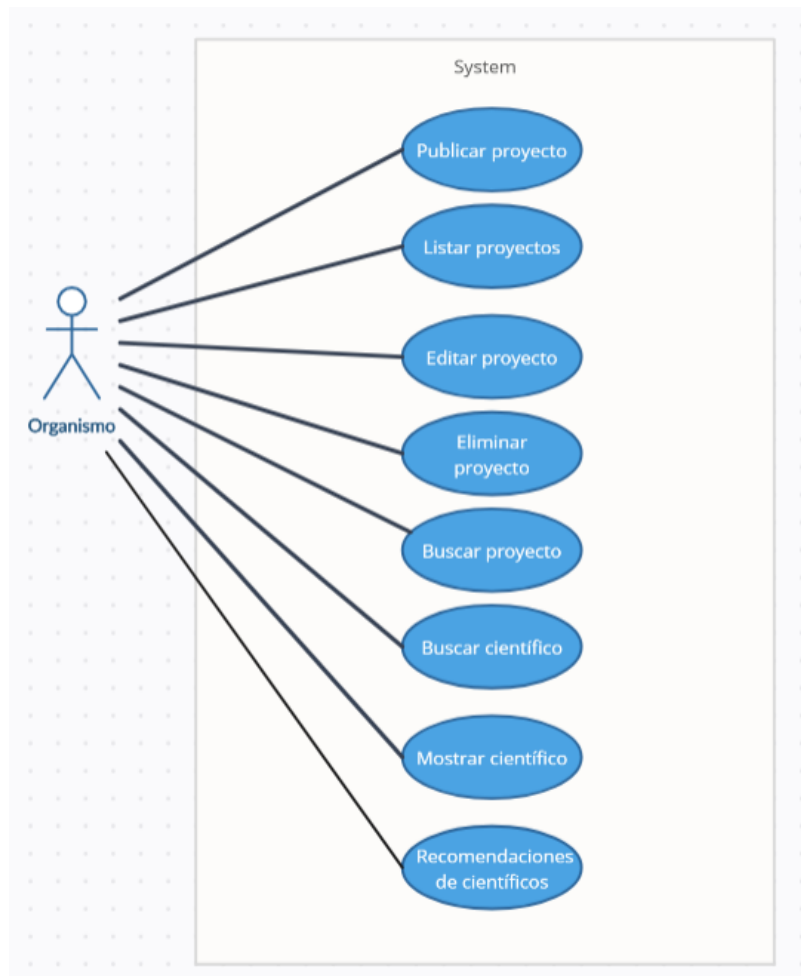 System
Publicar proyecto
Listar proyectos
Editar proyecto
Eliminar
proyecto
Organismo
Buscar proyecto
Buscar científico
Mostrar científico
Recomendaciones
de científicos